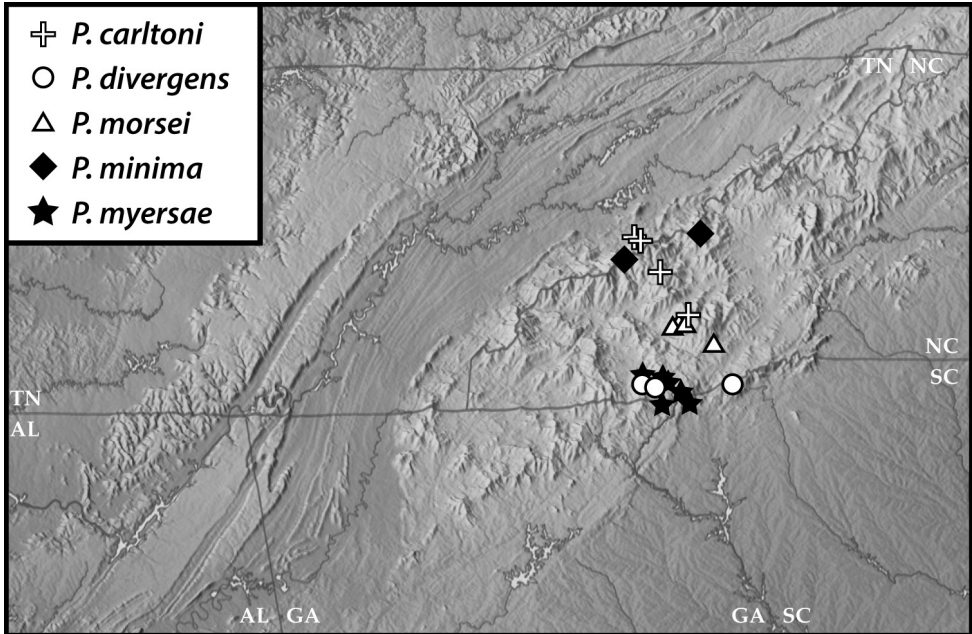 P. carltoni
P. divergens
P. morsei
P. minima
P. myersae
TN NC
NC
SC
TN
AL
AL GA
GA SC